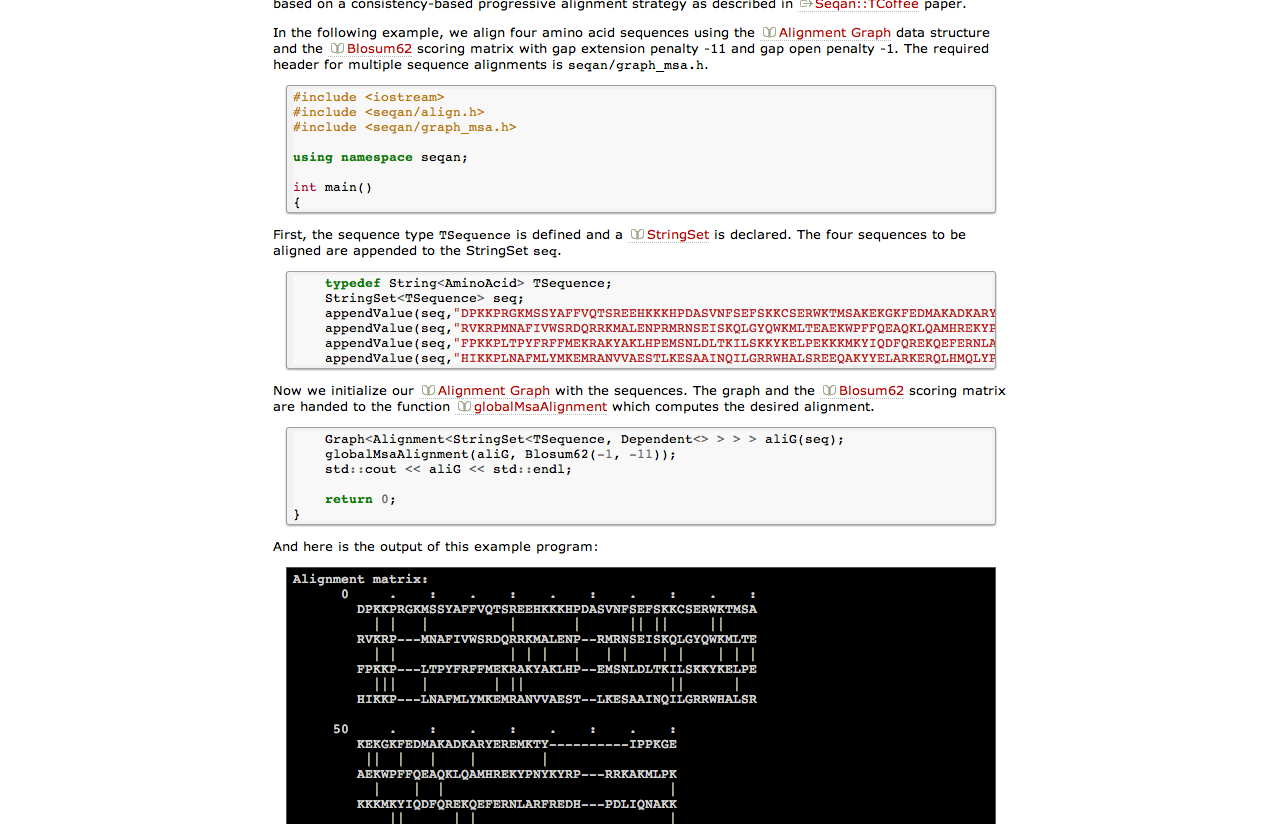 based on a consistency-based progressive alignment strategy as described in Seqan::TCoffee paper.
In the following example, we align four amino acid sequences using the Alignment Graph data structure
and the Blosum62 scoring matrix with gap extension penalty -11 and gap open penalty -1. The required
header for multiple sequence alignments is seqan/graph_msa.h.
#include <iostream>
#include <seqan/align.h>
#include <seqan/graph_msa.h>
using namespace seqan;
int main()
{
First, the sequence type TSequence is defined and a StringSet is declared. The four sequences to be
aligned are appended to the StringSet seq.
typedef String<AminoAcid> TSequence;
StringSet<TSequence> seq;
appendValue(seq,"DPKKPRGKMSSYAFFVQTSREEHKKKHPDASVNFSEFSKKCSERWKTMSAKEKGKFEDMAKADKARY
appendValue(seq,"RVKRPMNAFIVWSRDQRRKMALENPRMRNSEISKQLGYQWKMLTEAEKWPFFQEAQKLQAMHREKYP
appendValue(seq,"FPKKPLTPYFRFFMEKRAKYAKLHPEMSNLDLTKILSKKYKELPEKKKMKYIQDFQREKQEFERNLA
appendValue(seq,"HIKKPLNAFMLYMKEMRANVVAESTLKESAAINQILGRRWHALSREEQAKYYELARKERQLHMQLYP
Now we initialize our Alignment Graph with the sequences. The graph and the Blosum62 scoring matrix
are handed to the function globalMsaAlignment which computes the desired alignment.
Graph<Alignment<StringSet<TSequence, Dependent<> > > > aliG(seq);
globalMsaAlignment(aliG, Blosum62(-1, -11));
std::cout << aliG << std::endl;
return 0;
}
And here is the output of this example program:
Alignment matrix:
0     .    :    .    :    .    :    .    :    .    :
DPKKPRGKMSSYAFFVQTSREEHKKKHPDASVNFSEFSKKCSERWKTMSA
  | |   |          |       |      || ||     ||
RVKRP---MNAFIVWSRDQRRKMALENP--RMRNSEISKQLGYQWKMLTE
  | |              | | |   |   | |    | |    | | |
FPKKP---LTPYFRFFMEKRAKYAKLHP--EMSNLDLTKILSKKYKELPE
  |||   |        | ||                  ||      |
HIKKP---LNAFMLYMKEMRANVVAEST--LKESAAINQILGRRWHALSR
50     .    :    .    :    .    :    .    :
KEKGKFEDMAKADKARYEREMKTY----------IPPKGE
 ||  |   |    |        |
AEKWPFFQEAQKLQAMHREKYPNYKYRP---RRKAKMLPK
  |    |  |                            |
KKKMKYIQDFQREKQEFERNLARFREDH---PDLIQNAKK
    ||      | |                        |